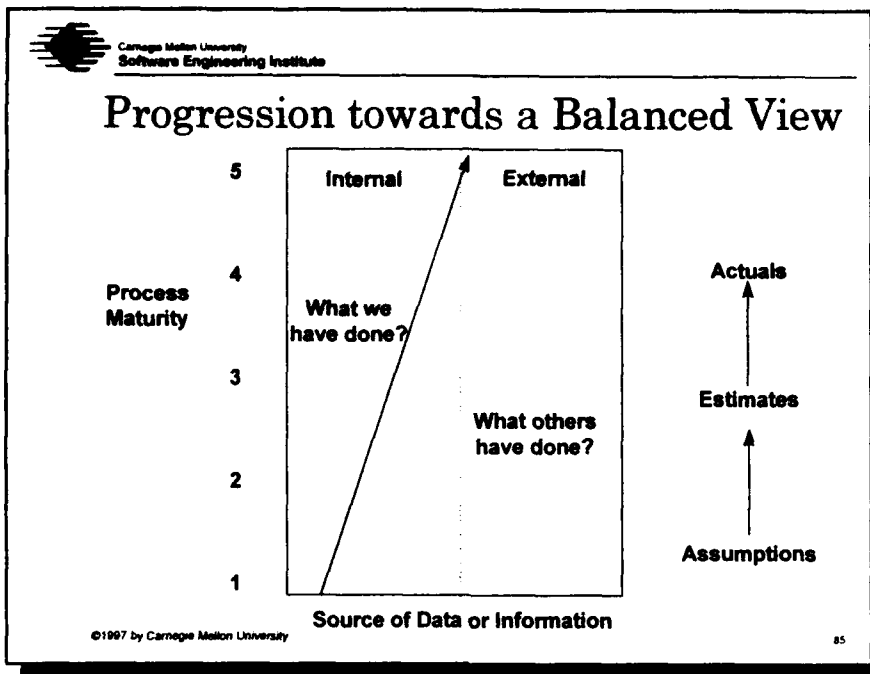 Carnegie Mellon University
Software Engineering Institute
Progression towards a Balanced View
5
Internal
External
4
Actuals
Process
Maturity
What we
have done?
3
Estimates
What others
have done?
2
Assumptions
1
Source of Data or Information
©1997 by Carnegie Mellon University
85